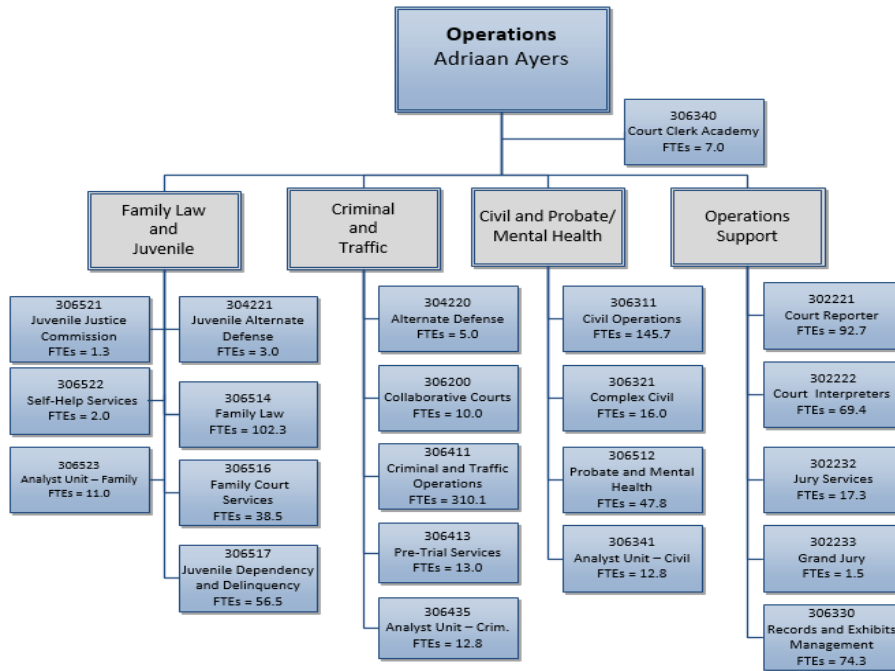 Operations
Adriaan Ayers
306340
Court Clerk Academy
FTEs = 7.0
Family Law
and
Juvenile
Criminal
and
Traffic
Civil and Probate/
Mental Health
Operations
Support
306521
Juvenile Justice
Commission
FTEs = 1.3
304221
Juvenile Alternate
Defense
FTEs = 3.0
306522
Self-Help Services
FTEs = 2.0
306514
Family Law
FTEs = 102.3
306523
Analyst Unit – Family
FTEs = 11.0
306516
Family Court
Services
FTEs = 38.5
306517
Juvenile Dependency
and Delinquency
FTEs = 56.5
304220
Alternate Defense
FTEs = 5.0
306200
Collaborative Courts
FTEs = 10.0
306411
Criminal and Traffic
Operations
FTEs = 310.1
306413
Pre-Trial Services
FTEs = 13.0
306435
Analyst Unit – Crim.
FTEs = 12.8
306311
Civil Operations
FTEs = 145.7
306321
Complex Civil
FTEs = 16.0
306512
Probate and Mental
Health
FTEs = 47.8
306341
Analyst Unit – Civil
FTEs = 12.8
302221
Court Reporter
FTEs = 92.7
302222
Court Interpreters
FTEs = 69.4
302232
Jury Services
FTEs = 17.3
302233
Grand Jury
FTEs = 1.5
306330
Records and Exhibits
Management
FTEs = 74.3